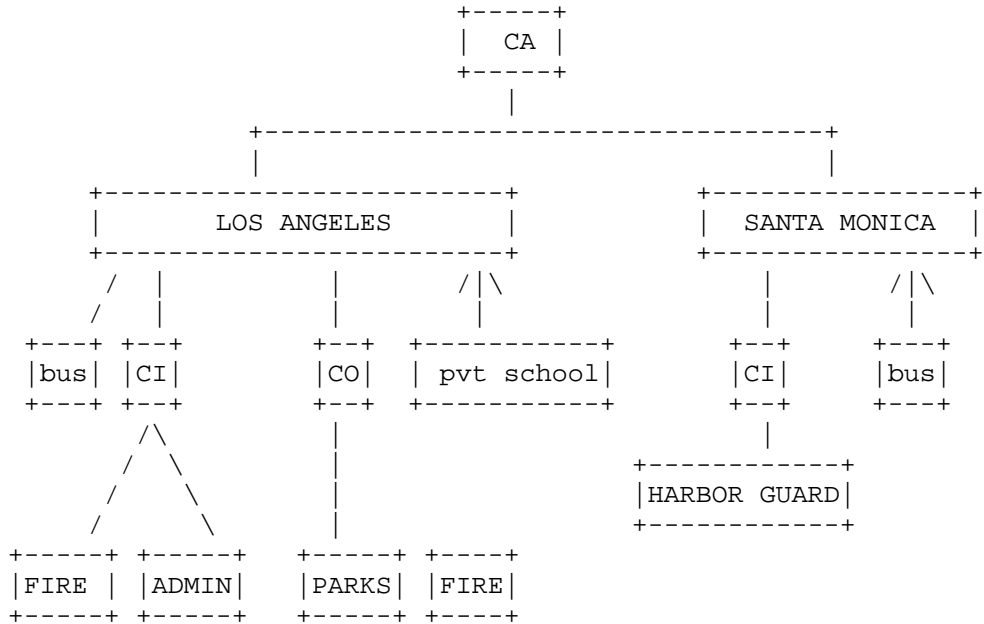 CA
LOS ANGELES SANTA MONICA
bus CI CO pvt school CI bus
HARBOR GUARD
FIRE ADMIN PARKS FIRE